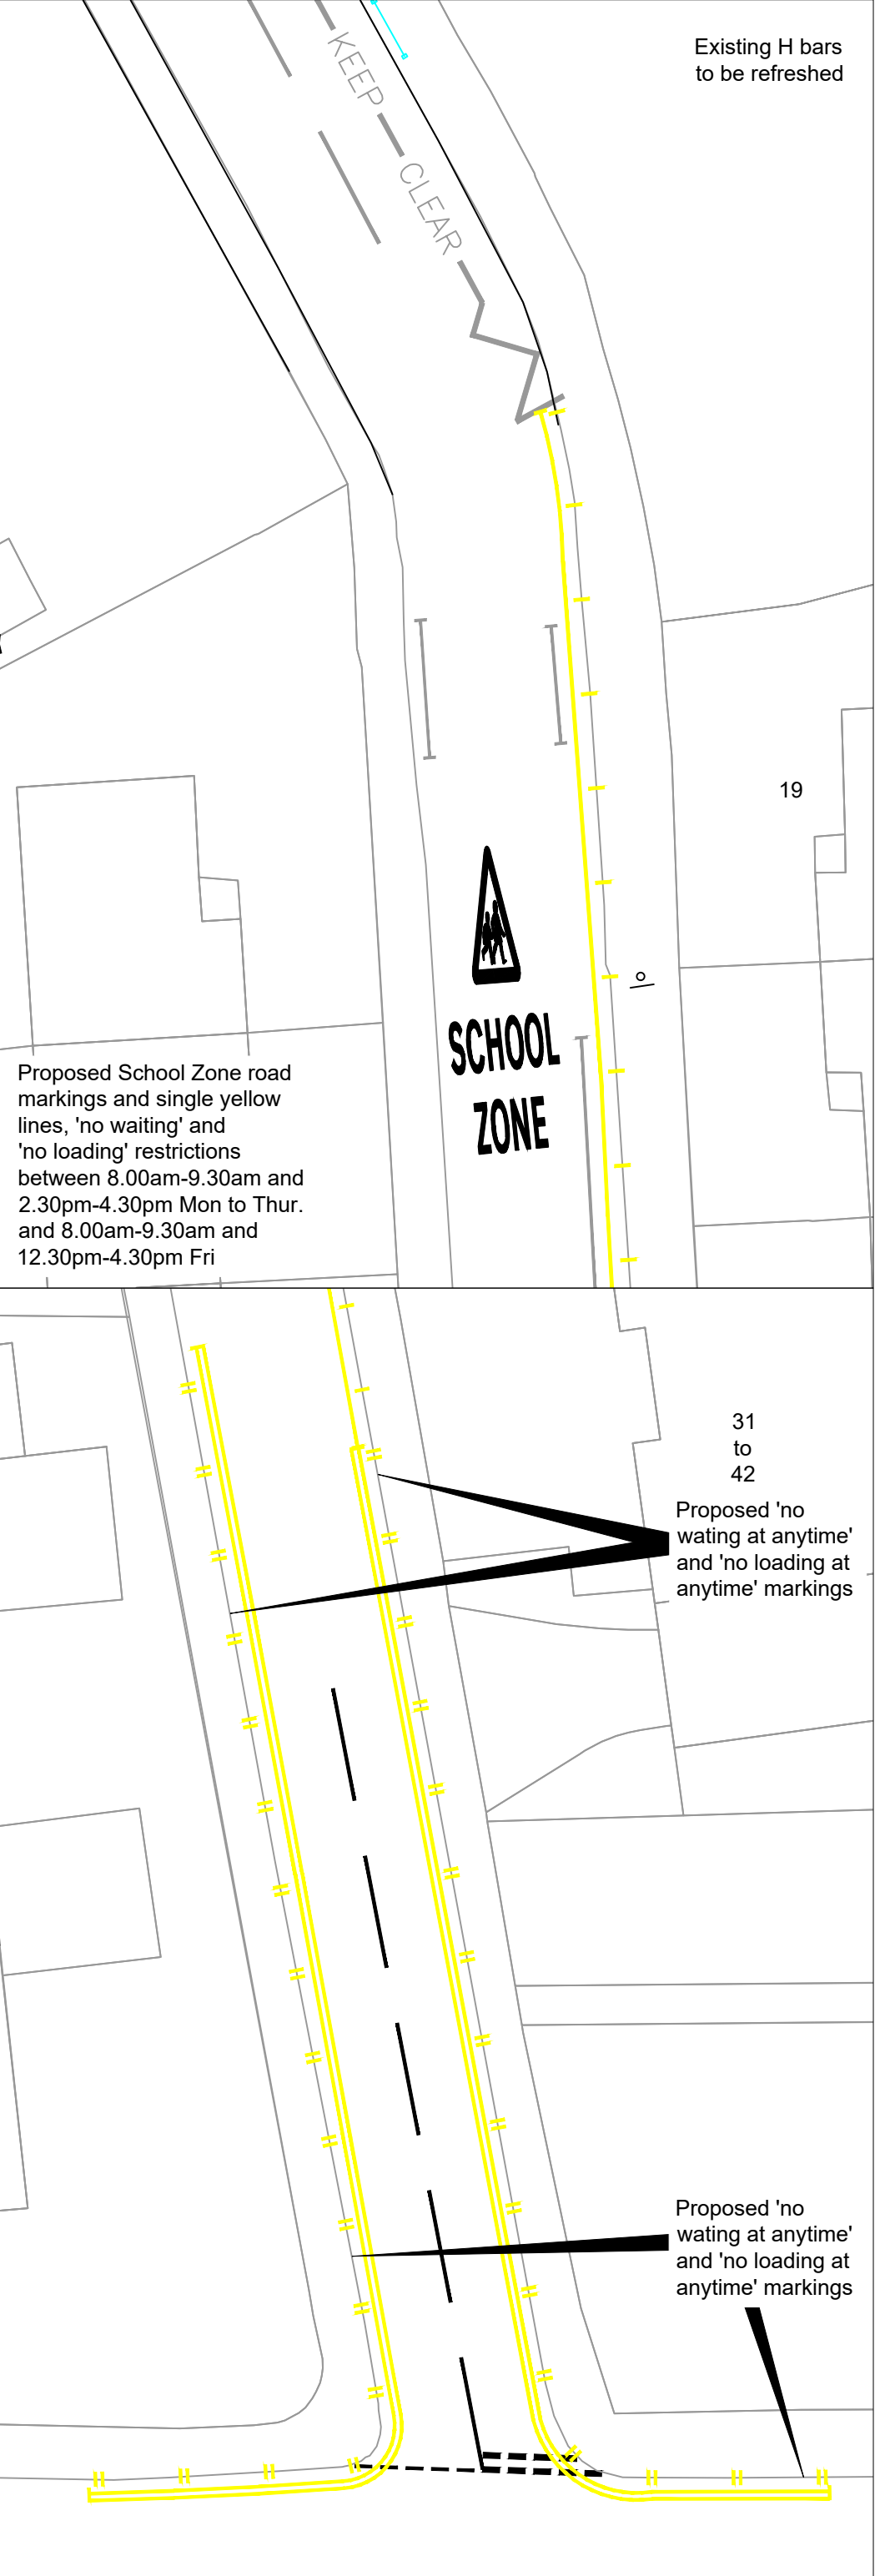 Existing H bars
to be refreshed
KEEP
CLEAR
19
SCHOOL
ZONE
Proposed School Zone road
markings and single yellow
lines, 'no waiting' and
'no loading' restrictions
between 8.00am-9.30am and
2.30pm-4.30pm Mon to Thur.
and 8.00am-9.30am and
12.30pm-4.30pm Fri
31
to
42
Proposed 'no
wating at anytime'
and 'no loading at
anytime' markings
Proposed 'no
wating at anytime'
and 'no loading at
anytime' markings